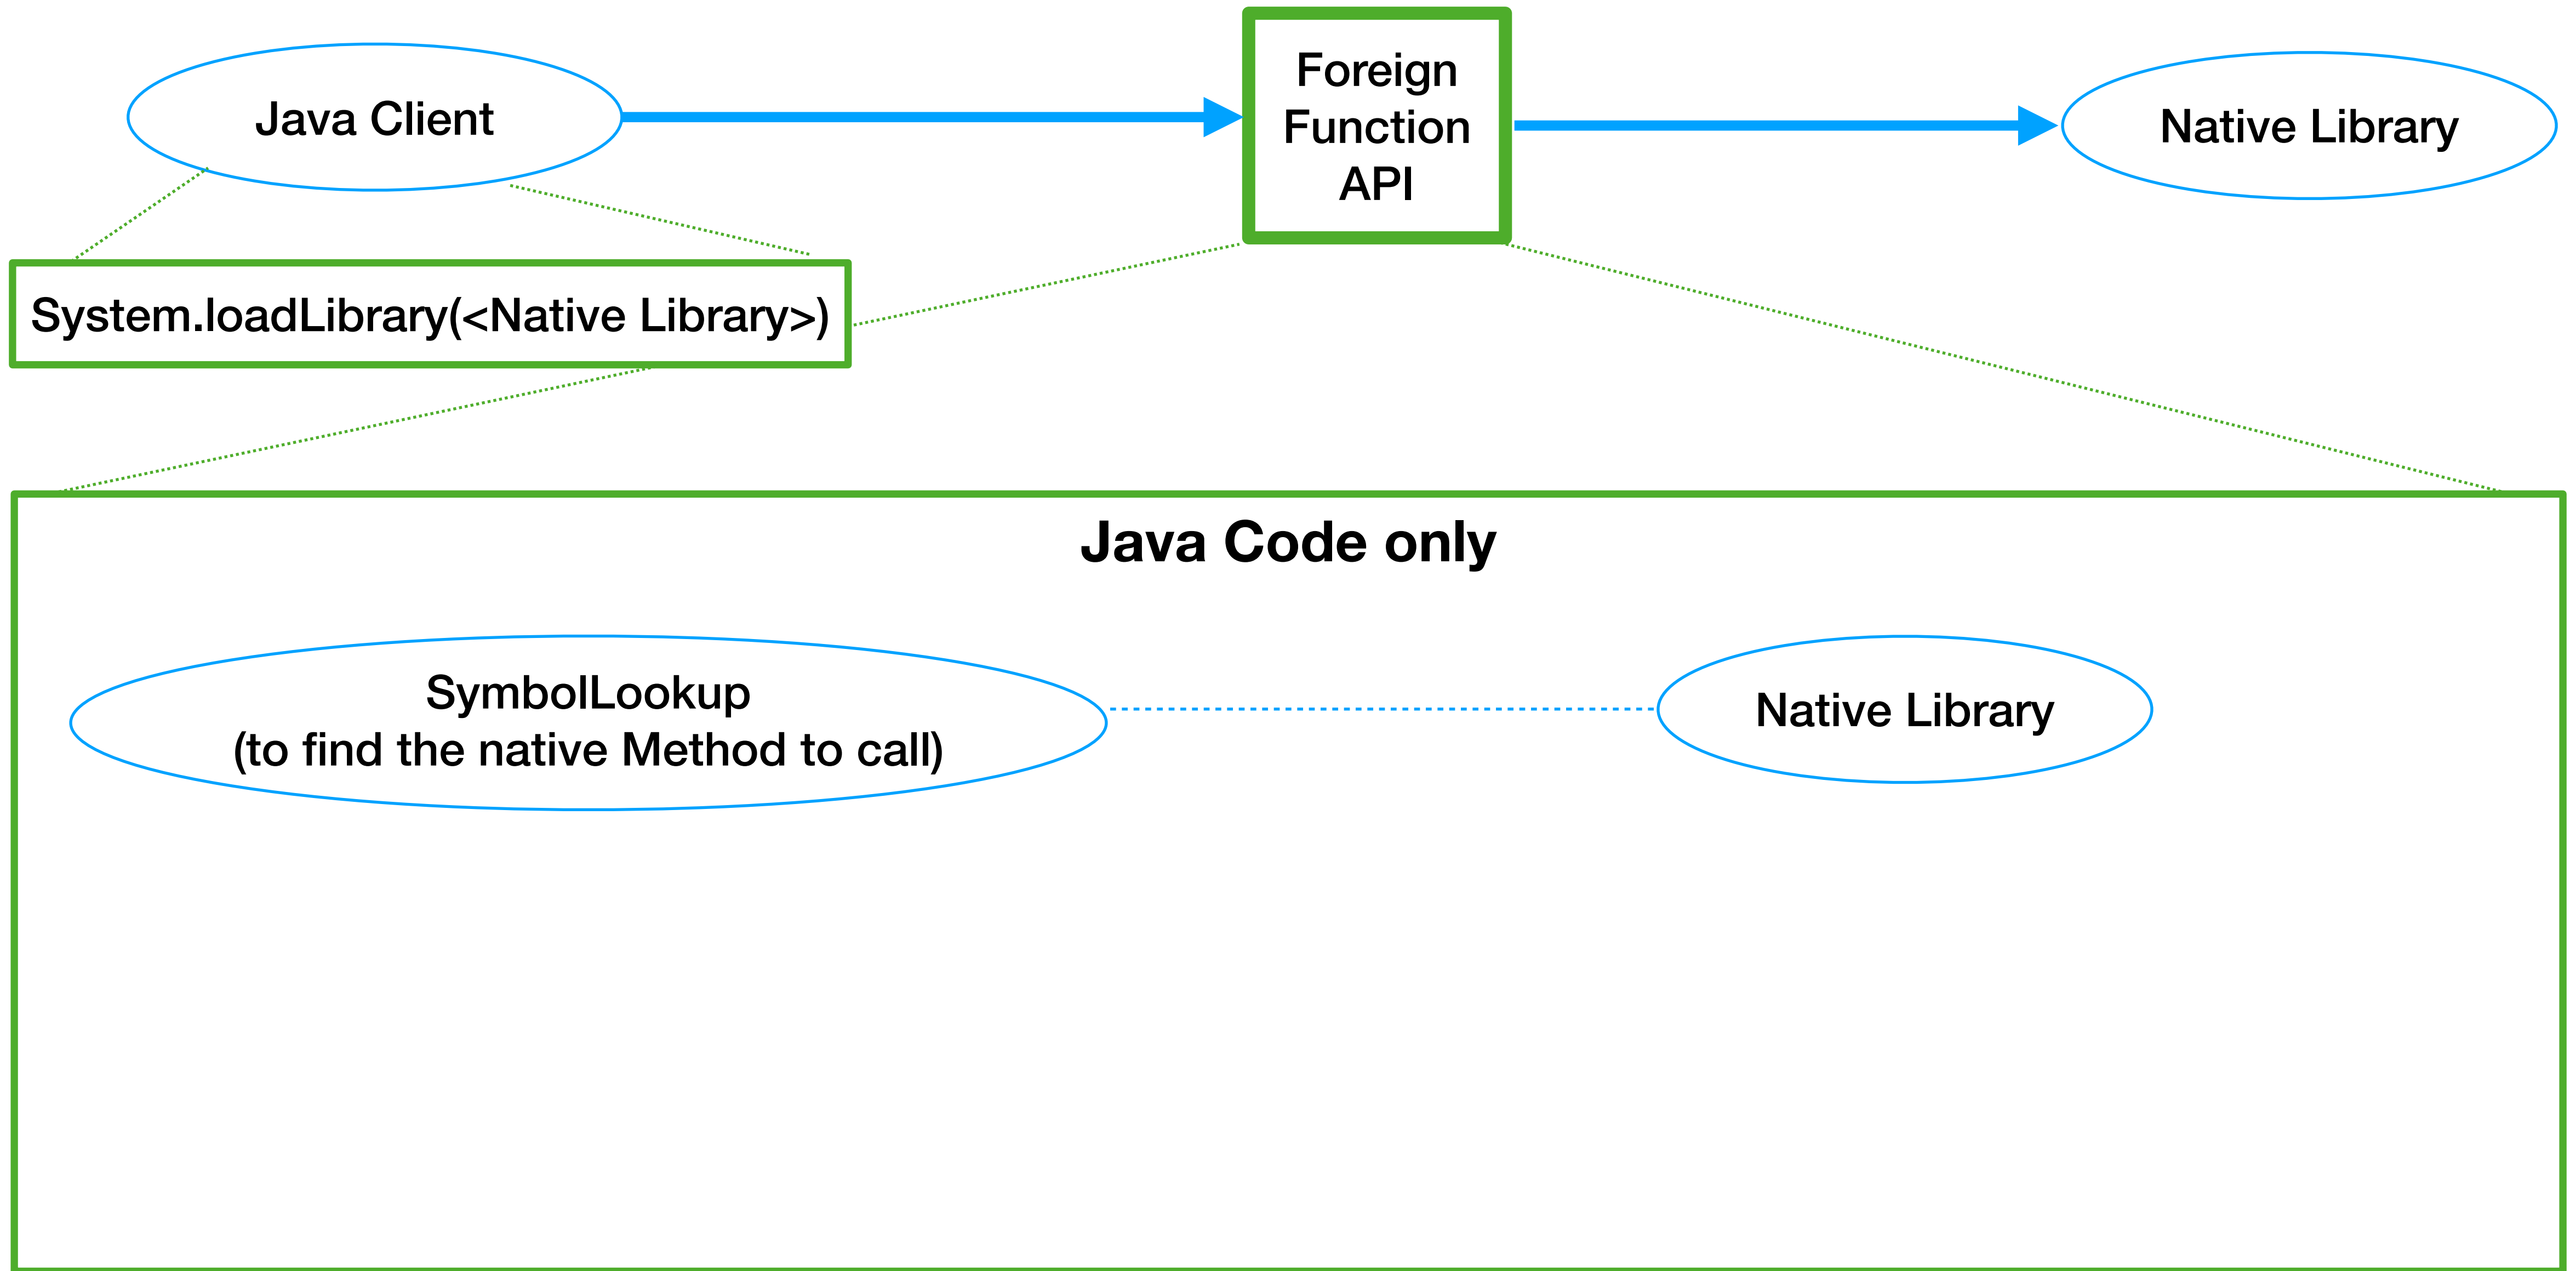 Java Client
Foreign
Function
API
Native Library
System.loadLibrary(<Native Library>)
Java Code only
SymbolLookup
(to find the native Method to call)
Native Library